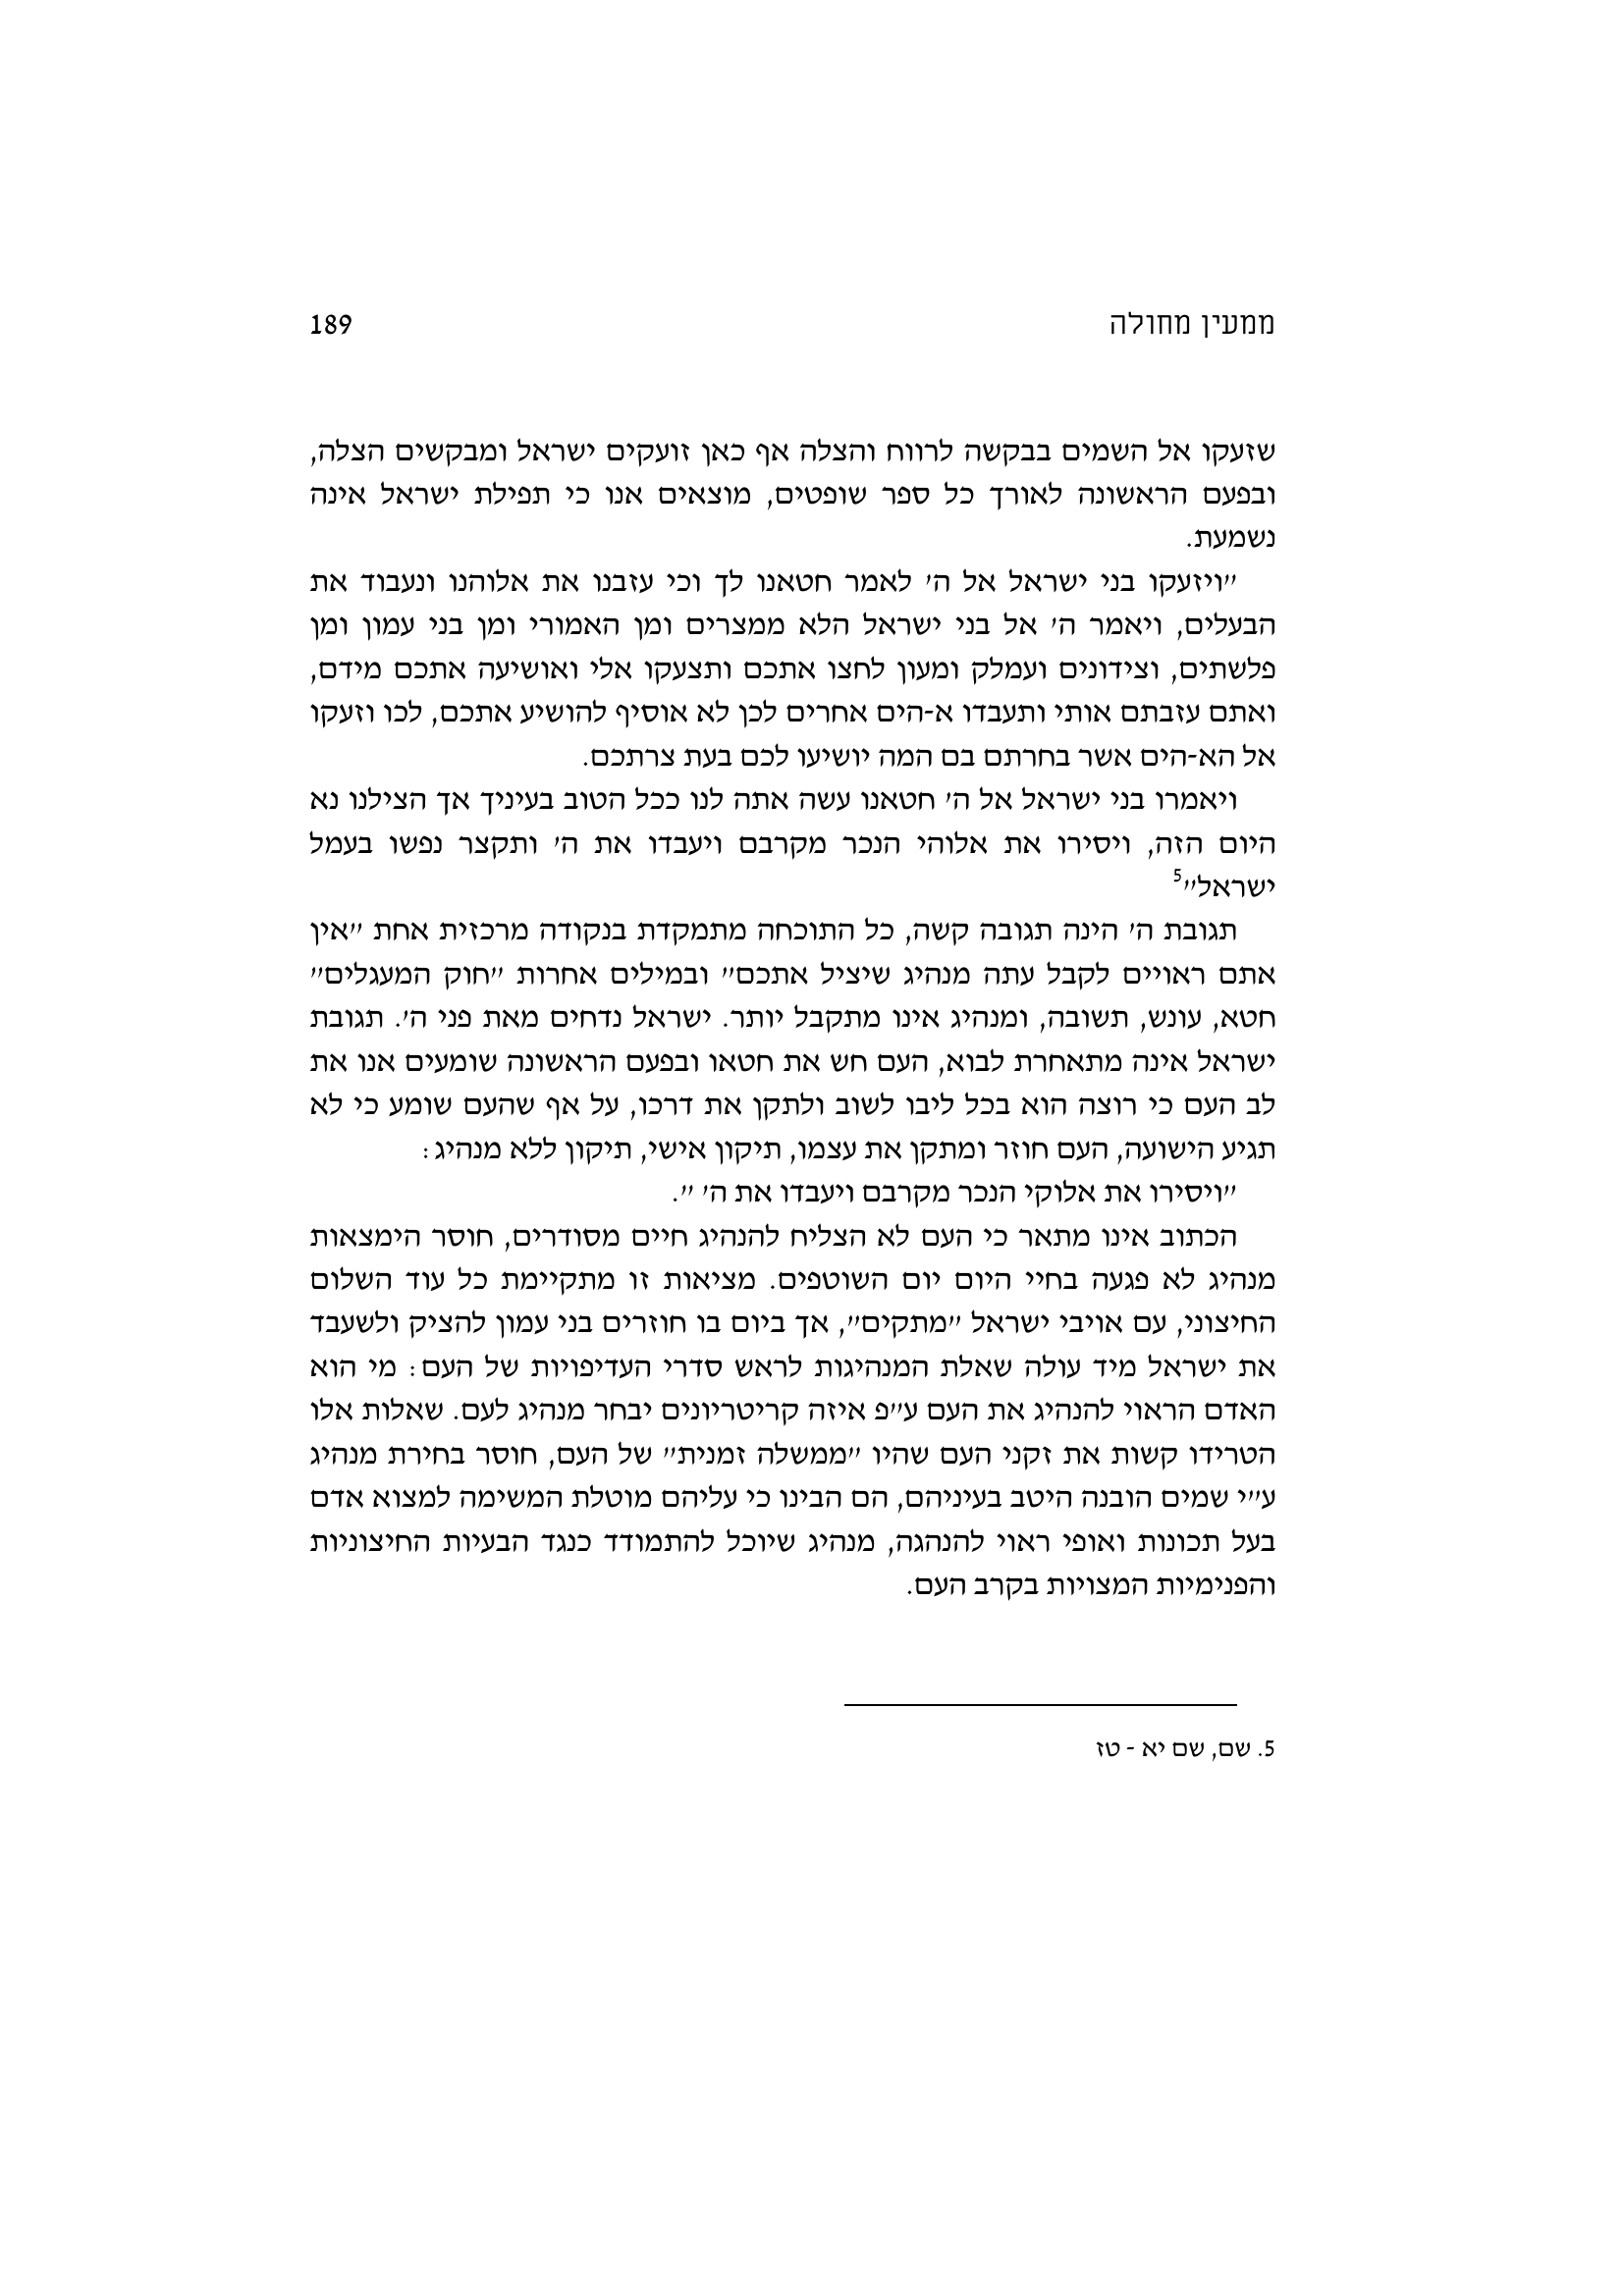 ממעין מחולה 189
שזעקו אל השמים בבקשה לרווח והצלה אף כאן זועקים ישראל ומבקשים הצלה,
ובפעם הראשונה לאורך כל ספר שופטים, מוצאים אנו כי תפילת ישראל אינה
נשמעת.
"ויזעקו בני ישראל אל ה' לאמר חטאנו לך וכי עזבנו את אלוהנו ונעבוד את
הבעלים, ויאמר ה' אל בני ישראל הלא ממצרים ומן האמורי ומן בני עמון ומן
פלשתים, וצידונים ועמלק ומעון לחצו אתכם ותצעקו אלי ואושיעה אתכם מידם,
ואתם עזבתם אותי ותעבדו א-הים אחרים לכן לא אוסיף להושיע אתכם, לכו וזעקו
אל הא-הים אשר בחרתם בם המה יושיעו לכם בעת צרתכם.
ויאמרו בני ישראל אל ה' חטאנו עשה אתה לנו ככל הטוב בעיניך אך הצילנו נא
היום הזה, ויסירו את אלוהי הנכר מקרבם ויעבדו את ה' ותקצר נפשו בעמל
ישראל"5
תגובת ה' הינה תגובה קשה, כל התוכחה מתמקדת בנקודה מרכזית אחת "אין
אתם ראויים לקבל עתה מנהיג שיציל אתכם" ובמילים אחרות "חוק המעגלים"
חטא, עונש, תשובה, ומנהיג אינו מתקבל יותר. ישראל נדחים מאת פני ה'. תגובת
ישראל אינה מתאחרת לבוא, העם חש את חטאו ובפעם הראשונה שומעים אנו את
לב העם כי רוצה הוא בכל ליבו לשוב ולתקן את דרכו, על אף שהעם שומע כי לא
תגיע הישועה, העם חוזר ומתקן את עצמו, תיקון אישי, תיקון ללא מנהיג:
"ויסירו את אלוקי הנכר מקרבם ויעבדו את ה' ".
הכתוב אינו מתאר כי העם לא הצליח להנהיג חיים מסודרים, חוסר הימצאות
מנהיג לא פגעה בחיי היום יום השוטפים. מציאות זו מתקיימת כל עוד השלום
החיצוני, עם אויבי ישראל "מתקים", אך ביום בו חוזרים בני עמון להציק ולשעבד
את ישראל מיד עולה שאלת המנהיגות לראש סדרי העדיפויות של העם: מי הוא
האדם הראוי להנהיג את העם ע"פ איזה קריטריונים יבחר מנהיג לעם. שאלות אלו
הטרידו קשות את זקני העם שהיו "ממשלה זמנית" של העם, חוסר בחירת מנהיג
ע"י שמים הובנה היטב בעיניהם, הם הבינו כי עליהם מוטלת המשימה למצוא אדם
בעל תכונות ואופי ראוי להנהגה, מנהיג שיוכל להתמודד כנגד הבעיות החיצוניות
והפנימיות המצויות בקרב העם.
5. שם, שם יא - טז